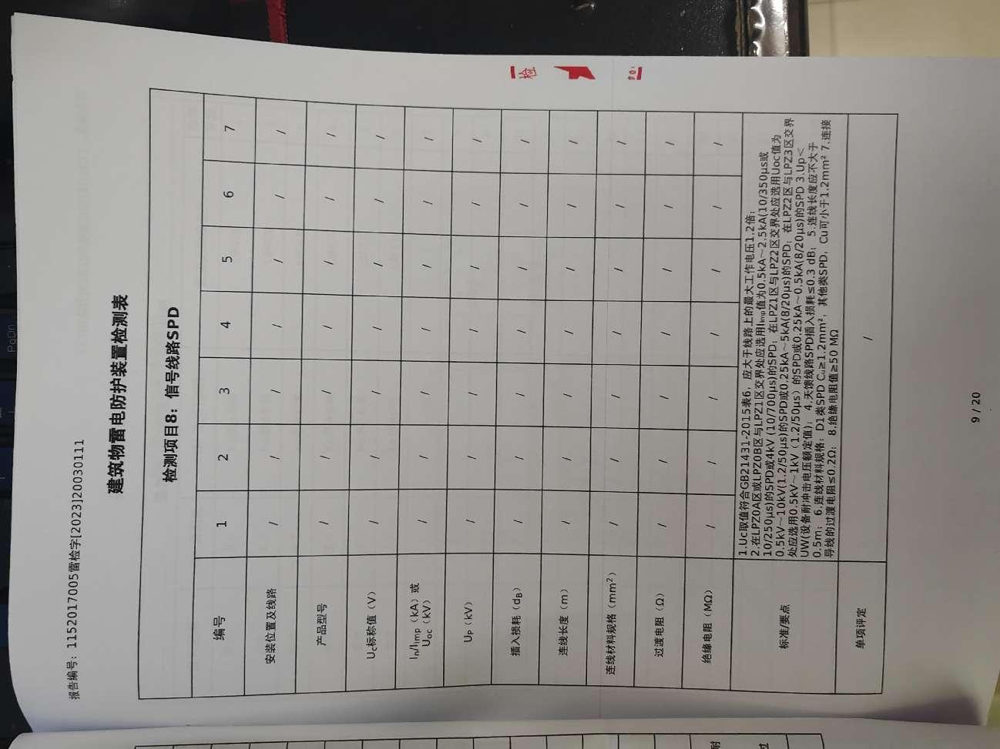 报告编号：1152017005雷检字[2023]20030111
建筑物雷电防护装置检测表
检测项目8：信号线路SPD
编号 1 2 3 4 5 6 7
安装位置及线路 / / / / / / /
产品型号 / / / / / / /
Uc标称值（V） / / / / / / /
In/Iimp（kA）或
Uoc（kV） / / / / / / /
UP（kV） / / / / / / /
插入损耗（dB） / / / / / / /
连线长度（m） / / / / / / /
连线材料规格（mm²） / / / / / / /
过渡电阻（Ω） / / / / / / /
绝缘电阻（MΩ） / / / / / / /
标准/要点
1.Uc取值符合GB21431-2015表6，应大于线路上的最大工作电压1.2倍；
2.在LPZ0A区或LPZ0B区与LPZ1区交界处应选用Iimp值为0.5kA～2.5kA(10/350μs或
10/250μs)的SPD或4kV (10/700μs)的SPD；在LPZ1区与LPZ2区交界处应选用Uoc值为
0.5kV～10kV(1.2/50μs)的SPD或0.25kA～5kA(8/20μs)的SPD；在LPZ2区与LPZ3区交界
处应选用0.5kV～1kV（1.2/50μs）的SPD或0.25kA～0.5kA(8/20μs)的SPD 3.Up＜
UW(设备耐冲击电压额定值)； 4.天馈线路SPD插入损耗≤0.3 dB； 5.连线长度应不大于
0.5m； 6.连线材料规格：D1类SPD Cu≥1.2mm²，其他类SPD，Cu可小于1.2mm² 7.连接
导线的过渡电阻≤0.2Ω； 8.绝缘电阻值≥50 MΩ
单项评定 /
9 / 20
检
PgDn
耐
过